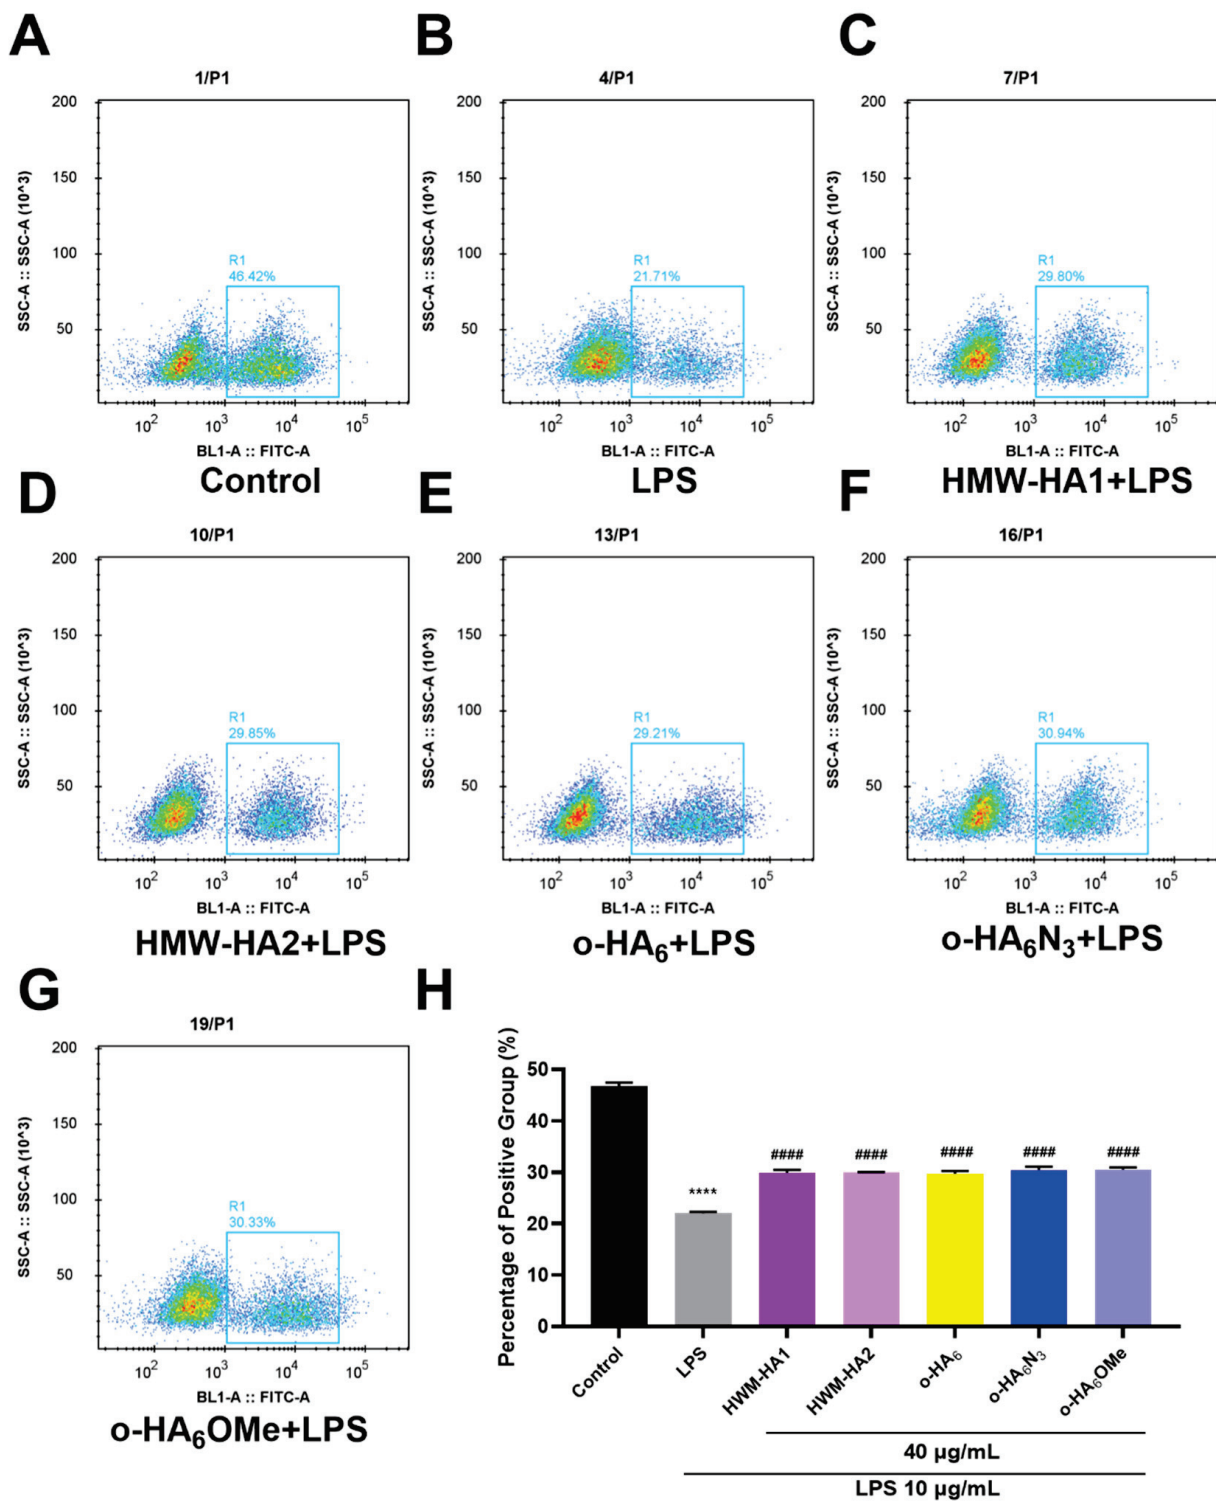 A
1/P1
SSC-A :: SSC-A (10^3)
200
150
100
50
R1
46.42%
10^2 10^3 10^4 10^5
BL1-A :: FITC-A
Control
B
4/P1
SSC-A :: SSC-A (10^3)
200
150
100
50
R1
21.71%
10^2 10^3 10^4 10^5
BL1-A :: FITC-A
LPS
C
7/P1
SSC-A :: SSC-A (10^3)
200
150
100
50
R1
29.80%
10^2 10^3 10^4 10^5
BL1-A :: FITC-A
HMW-HA1+LPS
D
10/P1
SSC-A :: SSC-A (10^3)
200
150
100
50
R1
29.85%
10^2 10^3 10^4 10^5
BL1-A :: FITC-A
HMW-HA2+LPS
E
13/P1
SSC-A :: SSC-A (10^3)
200
150
100
50
R1
29.21%
10^2 10^3 10^4 10^5
BL1-A :: FITC-A
o-HA₆+LPS
F
16/P1
SSC-A :: SSC-A (10^3)
200
150
100
50
R1
30.94%
10^2 10^3 10^4 10^5
BL1-A :: FITC-A
o-HA₆N₃+LPS
G
19/P1
SSC-A :: SSC-A (10^3)
200
150
100
50
R1
30.33%
10^2 10^3 10^4 10^5
BL1-A :: FITC-A
o-HA₆OMe+LPS
H
Percentage of Positive Group (%)
50
40
30
20
10
0
****
#### #### #### #### ####
Control
LPS
HWM-HA1
HWM-HA2
o-HA₆
o-HA₆N₃
o-HA₆OMe
40 μg/mL
LPS 10 μg/mL